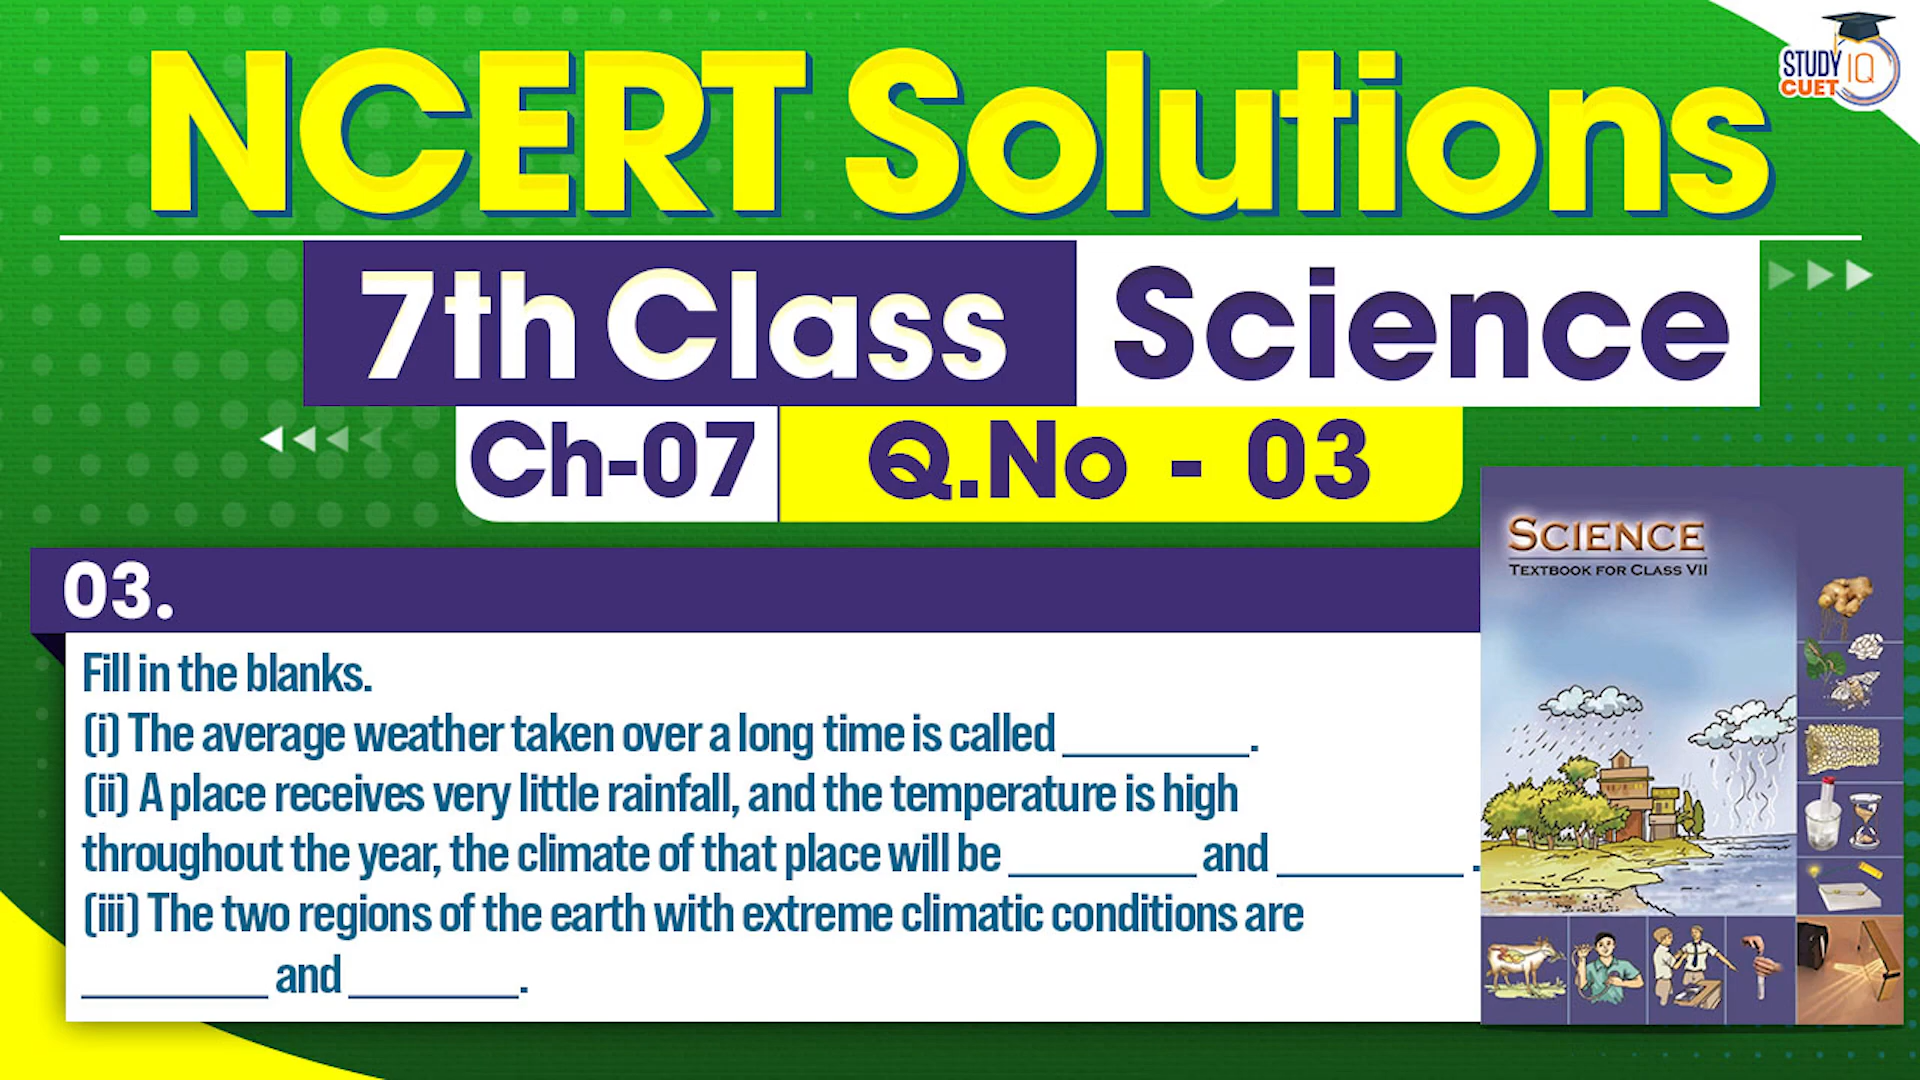 STUDY IQ
CUET
NCERT Solutions
7th Class Science
Ch-07 Q.No - 03
SCIENCE
TEXTBOOK FOR CLASS VII
03.
Fill in the blanks.
(i) The average weather taken over a long time is called ________.
(ii) A place receives very little rainfall, and the temperature is high
throughout the year, the climate of that place will be ________ and ________ .
(iii) The two regions of the earth with extreme climatic conditions are
________ and ________.